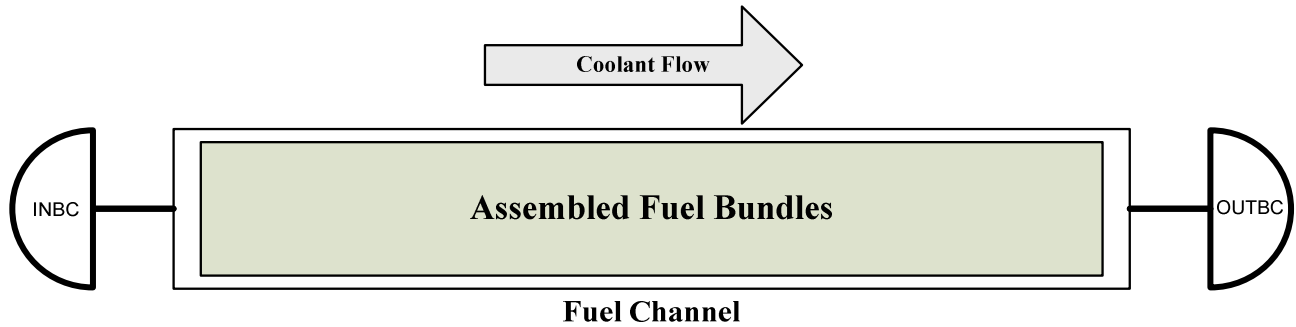 Coolant Flow
INBC
Assembled Fuel Bundles
OUTBC
Fuel Channel